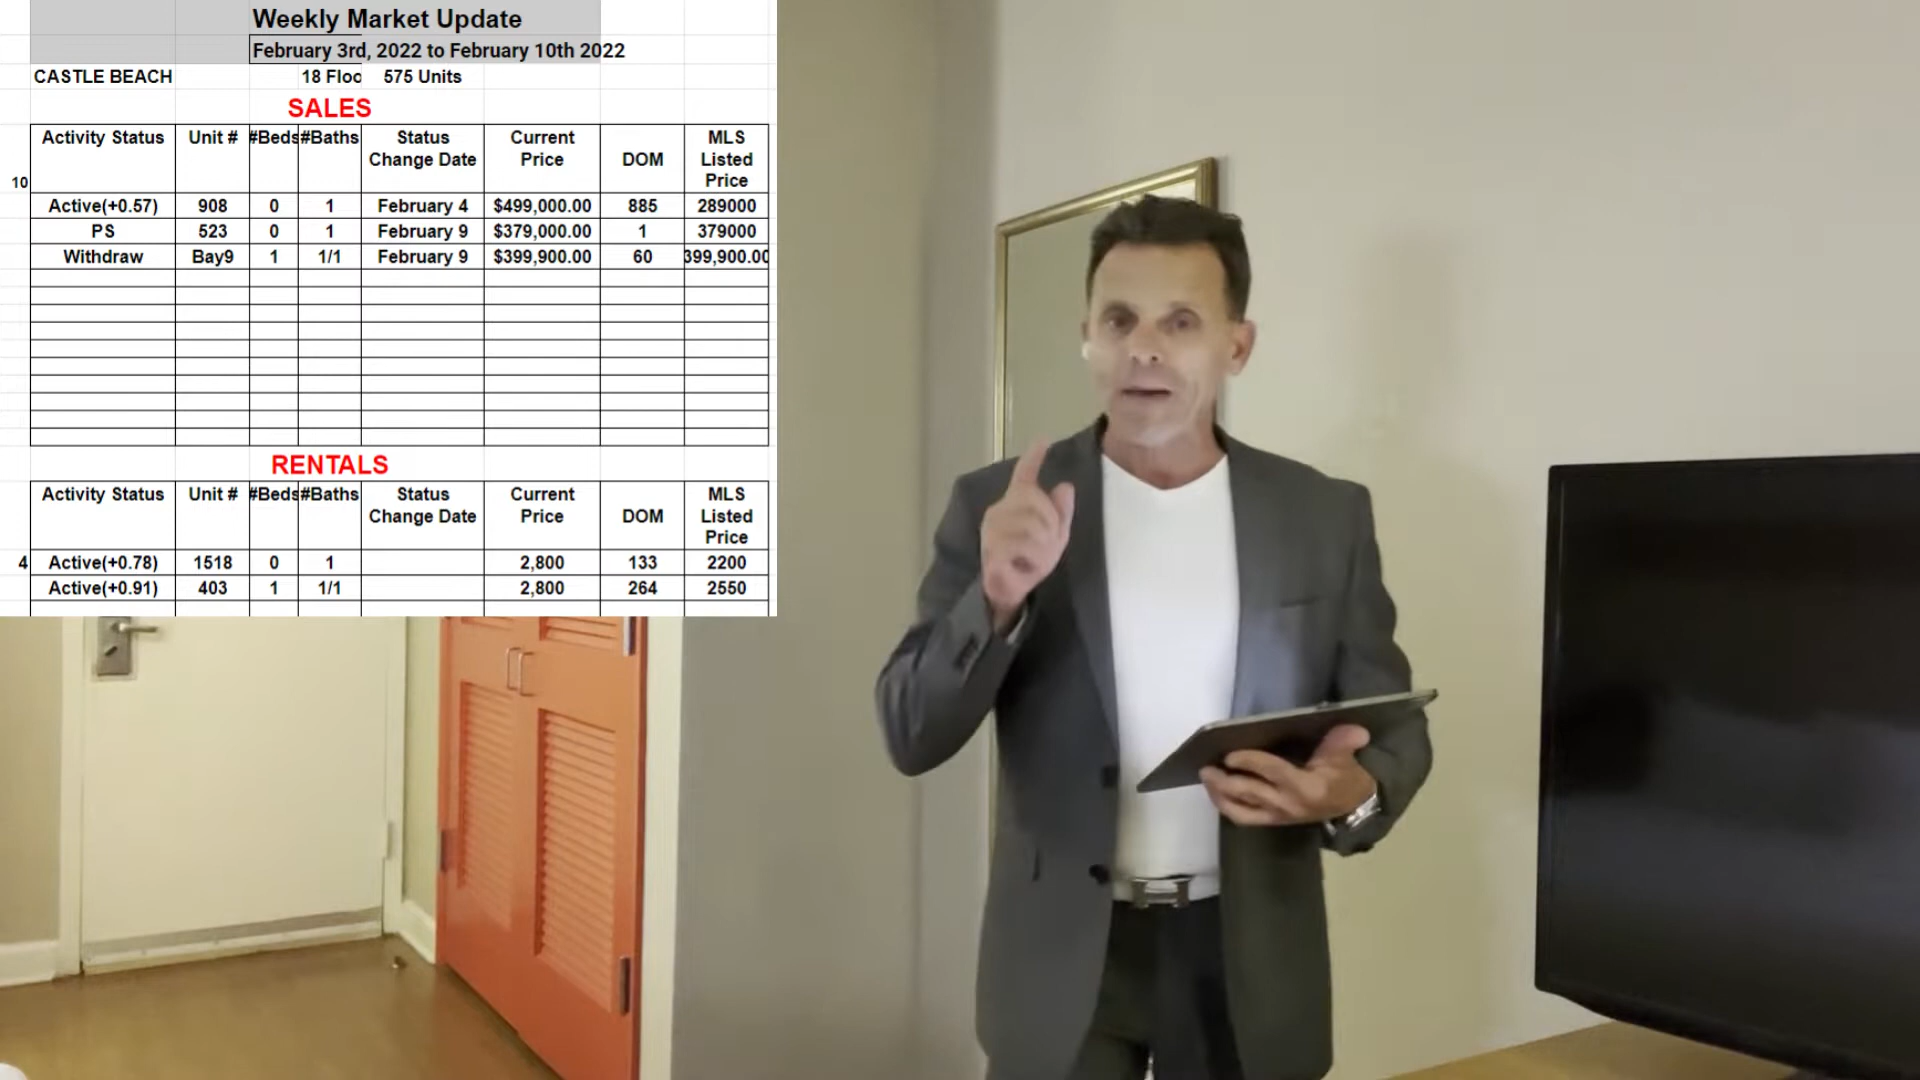 Weekly Market Update
February 3rd, 2022 to February 10th 2022
CASTLE BEACH 18 Floo 575 Units
SALES
Activity Status Unit # #Beds #Baths Status Change Date Current Price DOM MLS Listed Price
10
Active(+0.57) 908 0 1 February 4 $499,000.00 885 289000
PS 523 0 1 February 9 $379,000.00 1 379000
Withdraw Bay9 1 1/1 February 9 $399,900.00 60 399,900.00
RENTALS
Activity Status Unit # #Beds #Baths Status Change Date Current Price DOM MLS Listed Price
4 Active(+0.78) 1518 0 1 2,800 133 2200
Active(+0.91) 403 1 1/1 2,800 264 2550